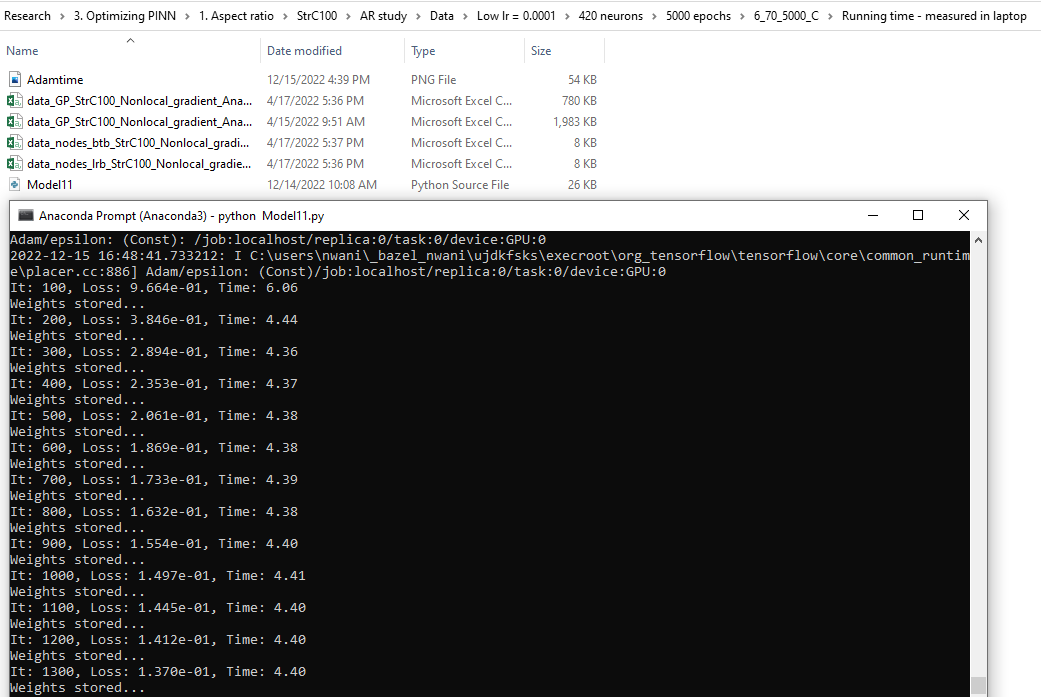 Research > 3. Optimizing PINN > 1. Aspect ratio > StrC100 > AR study > Data > Low lr = 0.0001 > 420 neurons > 5000 epochs > 6_70_5000_C > Running time - measured in laptop
Name Date modified Type Size
Adamtime 12/15/2022 4:39 PM PNG File 54 KB
data_GP_StrC100_Nonlocal_gradient_Ana... 4/17/2022 5:36 PM Microsoft Excel C... 780 KB
data_GP_StrC100_Nonlocal_gradient_Ana... 4/15/2022 9:51 AM Microsoft Excel C... 1,983 KB
data_nodes_btb_StrC100_Nonlocal_gradi... 4/17/2022 5:37 PM Microsoft Excel C... 8 KB
data_nodes_lrb_StrC100_Nonlocal_gradie... 4/17/2022 5:36 PM Microsoft Excel C... 8 KB
Model11 12/14/2022 10:08 AM Python Source File 26 KB
Anaconda Prompt (Anaconda3) - python Model11.py
Adam/epsilon: (Const): /job:localhost/replica:0/task:0/device:GPU:0
2022-12-15 16:48:41.733212: I C:\users\nwani\_bazel_nwani\ujdkfsks\execroot\org_tensorflow\tensorflow\core\common_runtim
e\placer.cc:886] Adam/epsilon: (Const)/job:localhost/replica:0/task:0/device:GPU:0
It: 100, Loss: 9.664e-01, Time: 6.06
Weights stored...
It: 200, Loss: 3.846e-01, Time: 4.44
Weights stored...
It: 300, Loss: 2.894e-01, Time: 4.36
Weights stored...
It: 400, Loss: 2.353e-01, Time: 4.37
Weights stored...
It: 500, Loss: 2.061e-01, Time: 4.38
Weights stored...
It: 600, Loss: 1.869e-01, Time: 4.38
Weights stored...
It: 700, Loss: 1.733e-01, Time: 4.39
Weights stored...
It: 800, Loss: 1.632e-01, Time: 4.38
Weights stored...
It: 900, Loss: 1.554e-01, Time: 4.40
Weights stored...
It: 1000, Loss: 1.497e-01, Time: 4.41
Weights stored...
It: 1100, Loss: 1.445e-01, Time: 4.40
Weights stored...
It: 1200, Loss: 1.412e-01, Time: 4.40
Weights stored...
It: 1300, Loss: 1.370e-01, Time: 4.40
Weights stored...